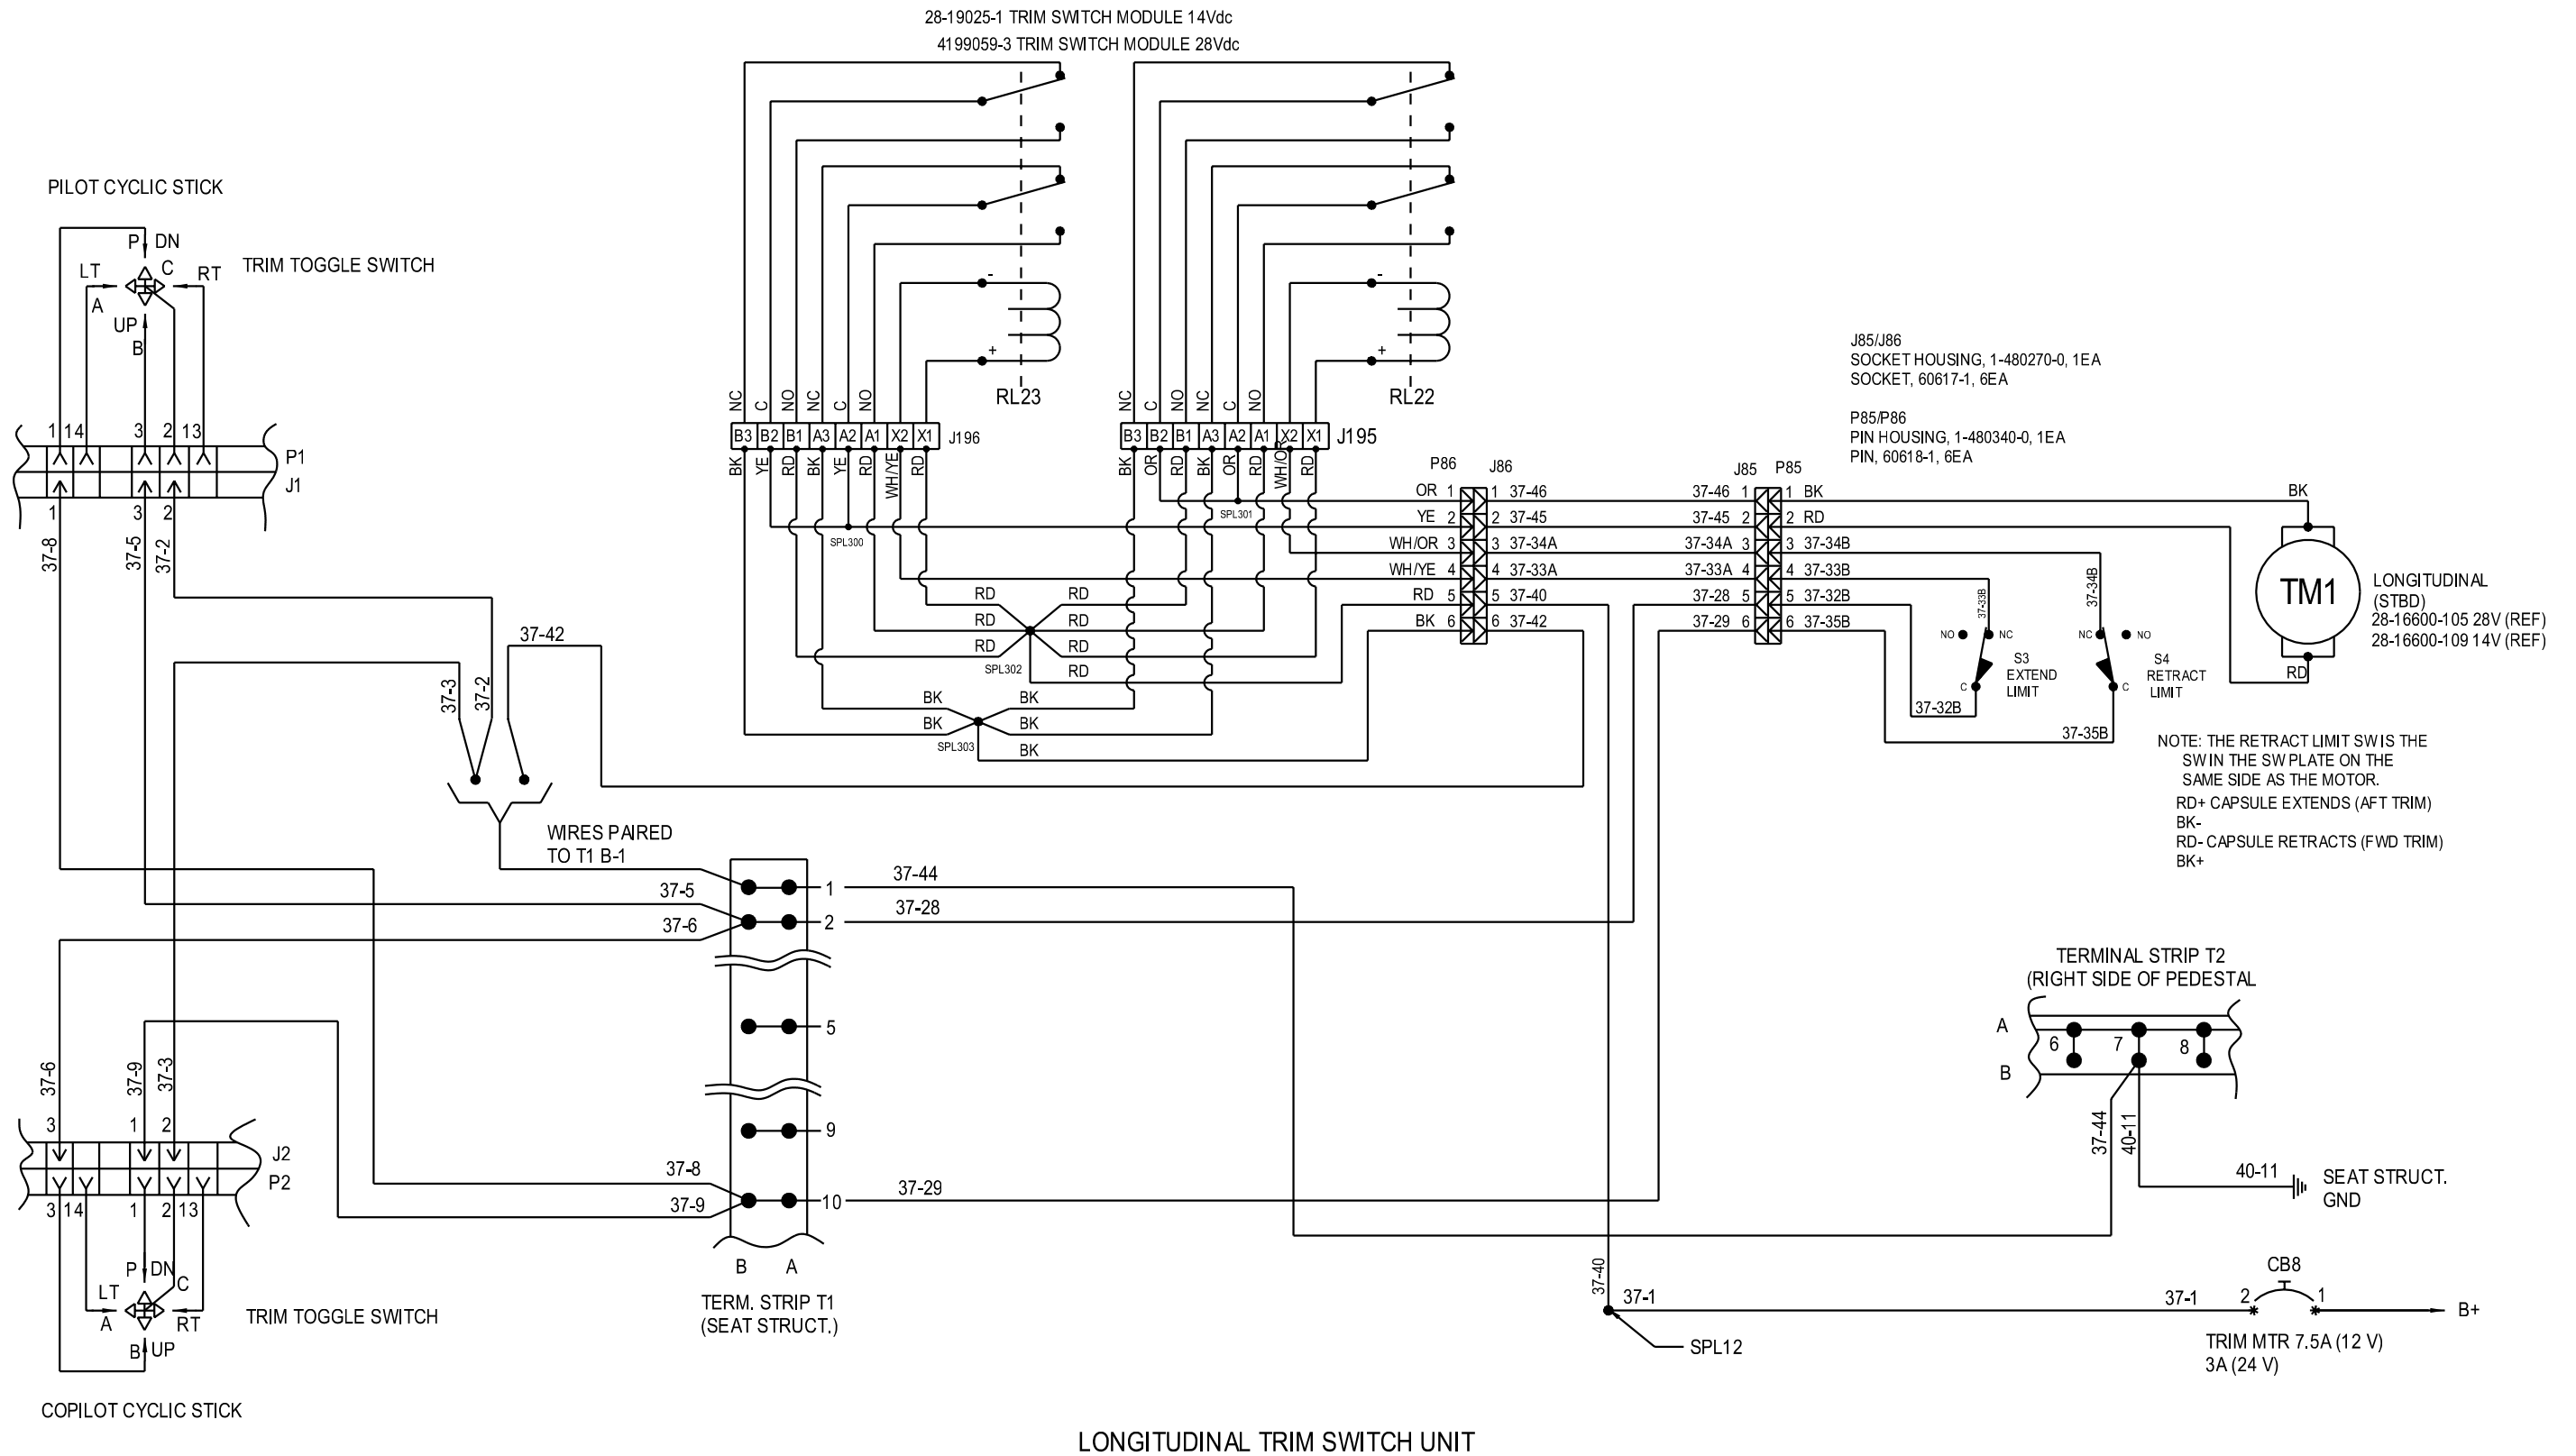 28-19025-1 TRIM SWITCH MODULE 14Vdc
4199059-3 TRIM SWITCH MODULE 28Vdc
PILOT CYCLIC STICK
P DN
LT C RT
A
UP
B
TRIM TOGGLE SWITCH
1 14 3 2 13
P1
J1
1 3 2
37-8 37-5 37-2
- +
RL23
NC C NO NC C NO
B3 B2 B1 A3 A2 A1 X2 X1 J196
BK YE RD BK YE RD WH/YE RD
- +
RL22
NC C NO NC C NO
B3 B2 B1 A3 A2 A1 X2 X1 J195
BK OR RD BK OR RD WH/OR RD
SPL300
SPL301
RD RD
RD RD
RD RD
SPL302 RD
BK BK
BK BK
SPL303 BK
J85/J86
SOCKET HOUSING, 1-480270-0, 1EA
SOCKET, 60617-1, 6EA
P85/P86
PIN HOUSING, 1-480340-0, 1EA
PIN, 60618-1, 6EA
P86 J86 J85 P85
OR 1 1 37-46 37-46 1 1 BK BK
YE 2 2 37-45 37-45 2 2 RD
WH/OR 3 3 37-34A 37-34A 3 3 37-34B
WH/YE 4 4 37-33A 37-33A 4 4 37-33B
RD 5 5 37-40 37-28 5 5 37-32B
BK 6 6 37-42 37-29 6 6 37-35B
37-33B 37-34B
NO NC NC NO
S3
EXTEND
LIMIT
S4
RETRACT
LIMIT
C C
37-32B
37-35B
TM1
RD
LONGITUDINAL
(STBD)
28-16600-105 28V (REF)
28-16600-109 14V (REF)
NOTE: THE RETRACT LIMIT SW IS THE
SW IN THE SW PLATE ON THE
SAME SIDE AS THE MOTOR.
RD+ CAPSULE EXTENDS (AFT TRIM)
BK-
RD- CAPSULE RETRACTS (FWD TRIM)
BK+
37-42
37-3 37-2
WIRES PAIRED
TO T1 B-1
37-5
37-6
1 37-44
2 37-28
5
9
37-8
37-9
10 37-29
B A
TERM. STRIP T1
(SEAT STRUCT.)
37-6 37-9 37-3
3 1 2
J2
P2
3 14 1 2 13
P DN
LT C
A RT
B UP
TRIM TOGGLE SWITCH
COPILOT CYCLIC STICK
TERMINAL STRIP T2
(RIGHT SIDE OF PEDESTAL
A
6 7 8
B
37-44 40-11
40-11
SEAT STRUCT.
GND
37-40
37-1 37-1
SPL12
CB8
2 1
B+
TRIM MTR 7.5A (12 V)
3A (24 V)
LONGITUDINAL TRIM SWITCH UNIT